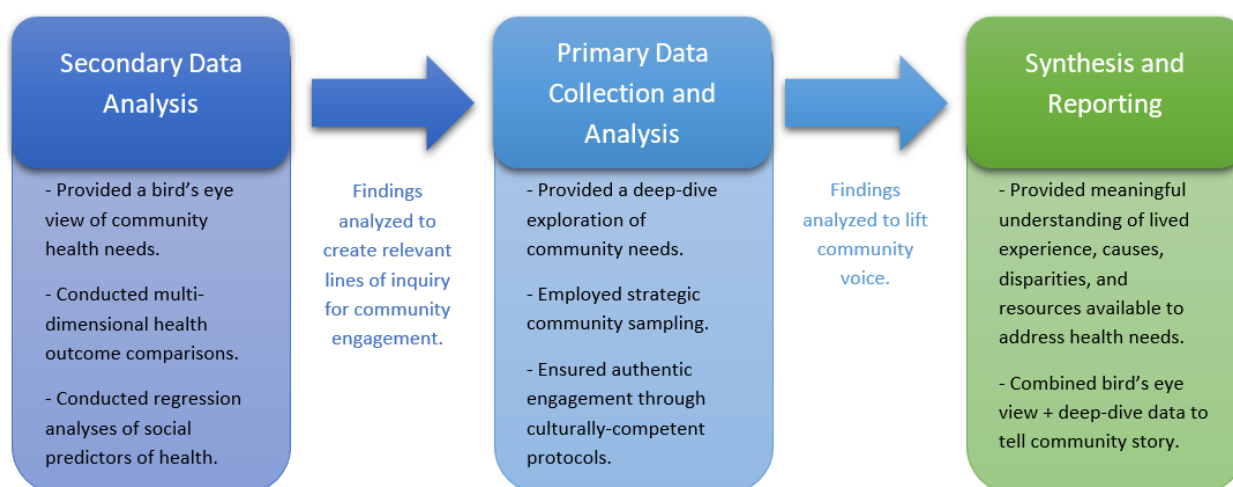 Secondary Data
Analysis
- Provided a bird’s eye
view of community
health needs.
- Conducted multi-
dimensional health
outcome comparisons.
- Conducted regression
analyses of social
predictors of health.
Findings
analyzed to
create relevant
lines of inquiry
for community
engagement.
Primary Data
Collection and
Analysis
- Provided a deep-dive
exploration of
community needs.
- Employed strategic
community sampling.
- Ensured authentic
engagement through
culturally-competent
protocols.
Findings
analyzed to lift
community
voice.
Synthesis and
Reporting
- Provided meaningful
understanding of lived
experience, causes,
disparities, and
resources available to
address health needs.
- Combined bird’s eye
view + deep-dive data to
tell community story.